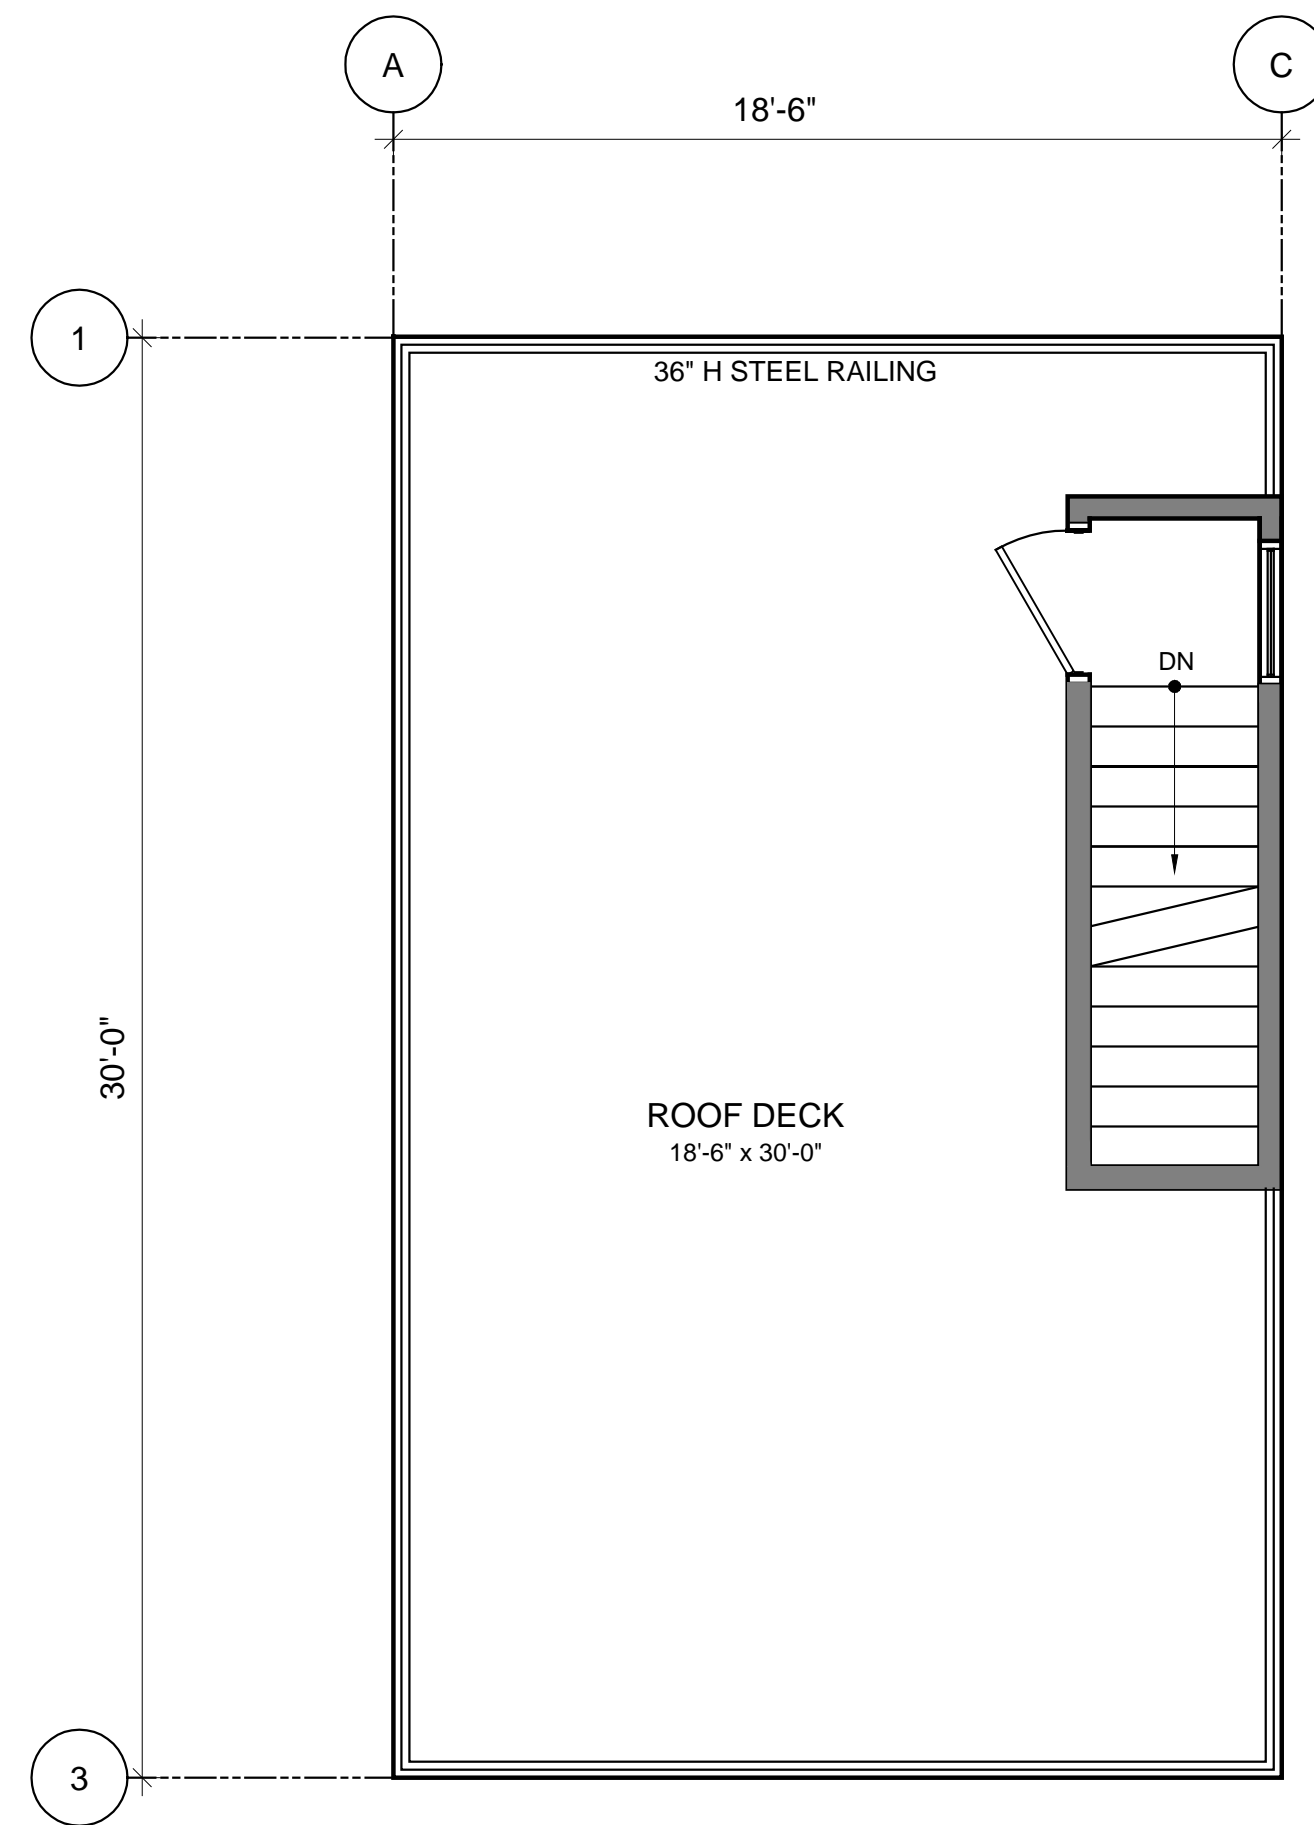 A
C
18'-6"
1
36" H STEEL RAILING
DN
30'-0"
ROOF DECK
18'-6" x 30'-0"
3